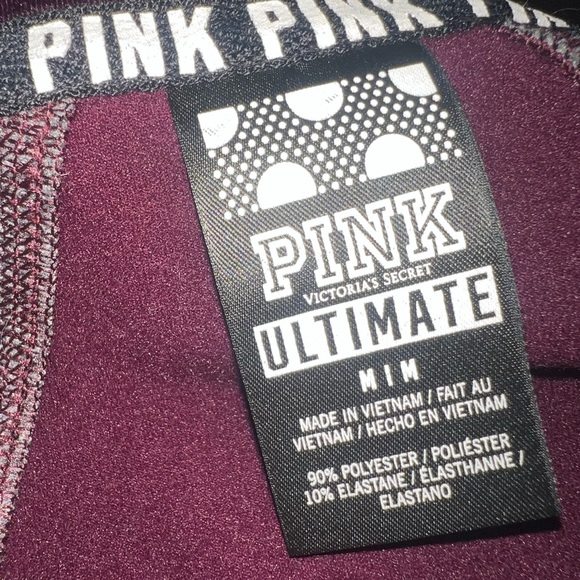 PINK PINK PIN
PINK
VICTORIA'S SECRET
ULTIMATE
M | M
MADE IN VIETNAM / FAIT AU
VIETNAM / HECHO EN VIETNAM
90% POLYESTER / POLIÉSTER
10% ELASTANE / ÉLASTHANNE /
ELASTANO